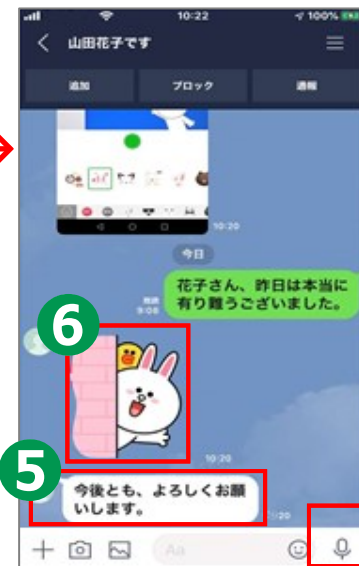 10:22
100%
山田花子です
追加
ブロック
通報
10:20
今日
花子さん、昨日は本当に
有り難うございました。
既読
9:08
6
10:20
5
今後とも、よろしくお願
いします。
Aa